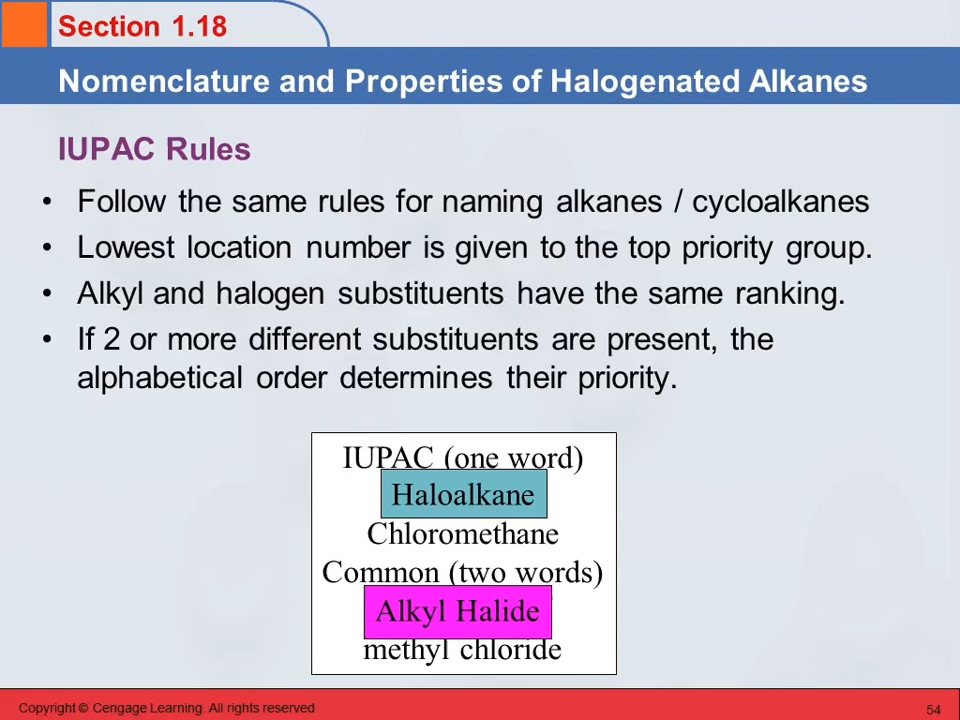 Section 1.18
Nomenclature and Properties of Halogenated Alkanes
IUPAC Rules
• Follow the same rules for naming alkanes / cycloalkanes
• Lowest location number is given to the top priority group.
• Alkyl and halogen substituents have the same ranking.
• If 2 or more different substituents are present, the
alphabetical order determines their priority.
IUPAC (one word)
Haloalkane
Chloromethane
Common (two words)
Alkyl Halide
methyl chloride
Copyright © Cengage Learning. All rights reserved
54